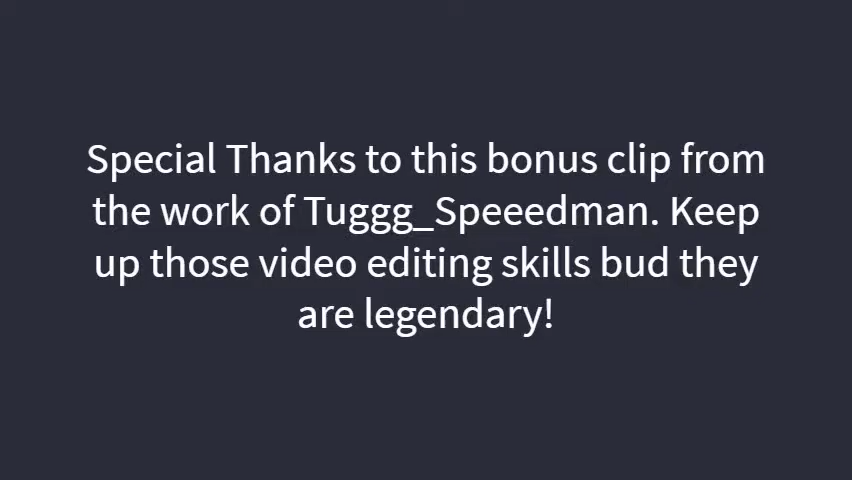 Special Thanks to this bonus clip from
the work of Tuggg_Speeedman. Keep
up those video editing skills bud they
are legendary!